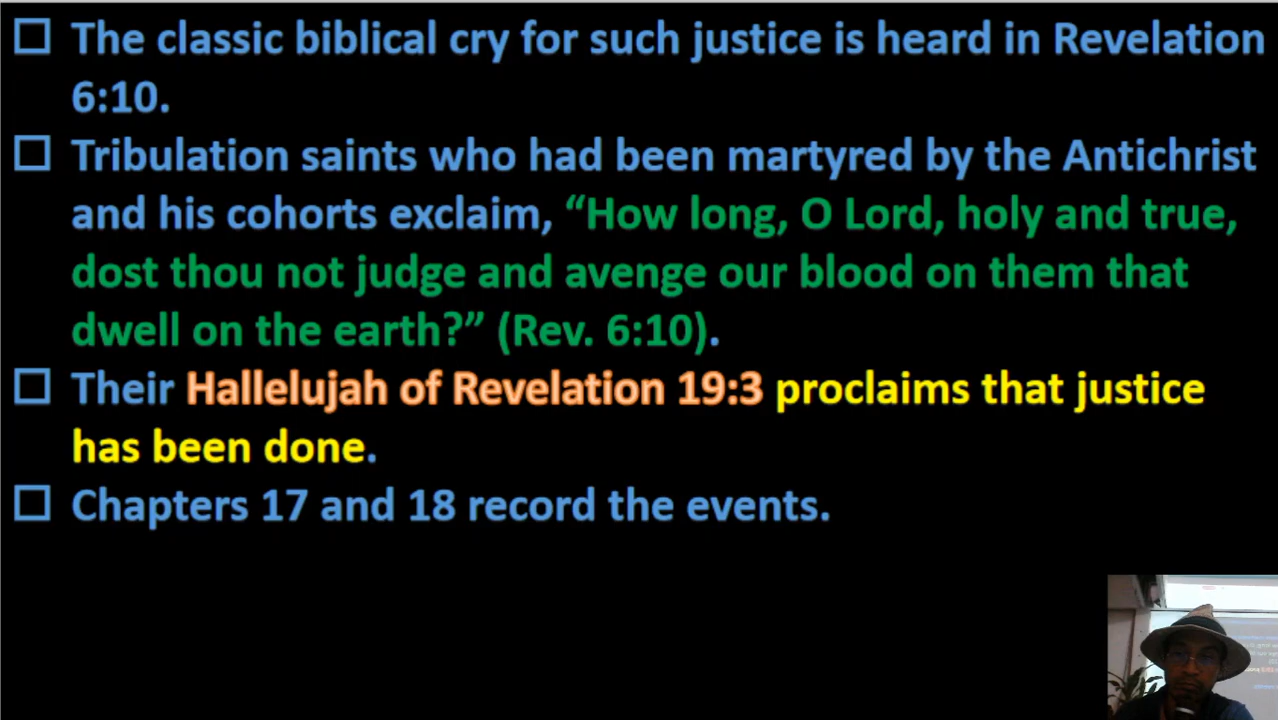 ☐ The classic biblical cry for such justice is heard in Revelation
6:10.
☐ Tribulation saints who had been martyred by the Antichrist
and his cohorts exclaim, “How long, O Lord, holy and true,
dost thou not judge and avenge our blood on them that
dwell on the earth?” (Rev. 6:10).
☐ Their Hallelujah of Revelation 19:3 proclaims that justice
has been done.
☐ Chapters 17 and 18 record the events.